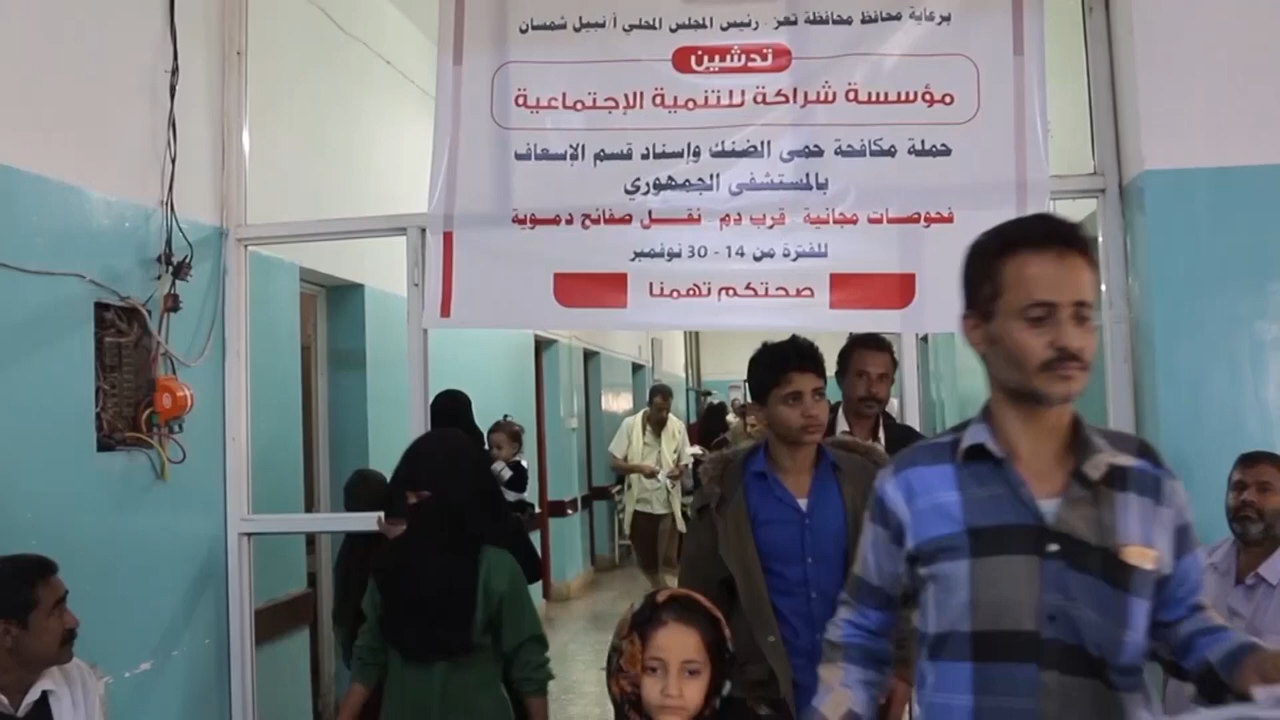 برعاية محافظ محافظة تعز - رئيس المجلس المحلي أ/نبيل شمسان
تدشين
مؤسسة شراكة للتنمية الإجتماعية
حملة مكافحة حمى الضنك وإسناد قسم الإسعاف
بالمستشفى الجمهوري
فحوصات مجانية - قرب دم - نقل صفائح دموية
للفترة من 14 - 30 نوفمبر
صحتكم تهمنا